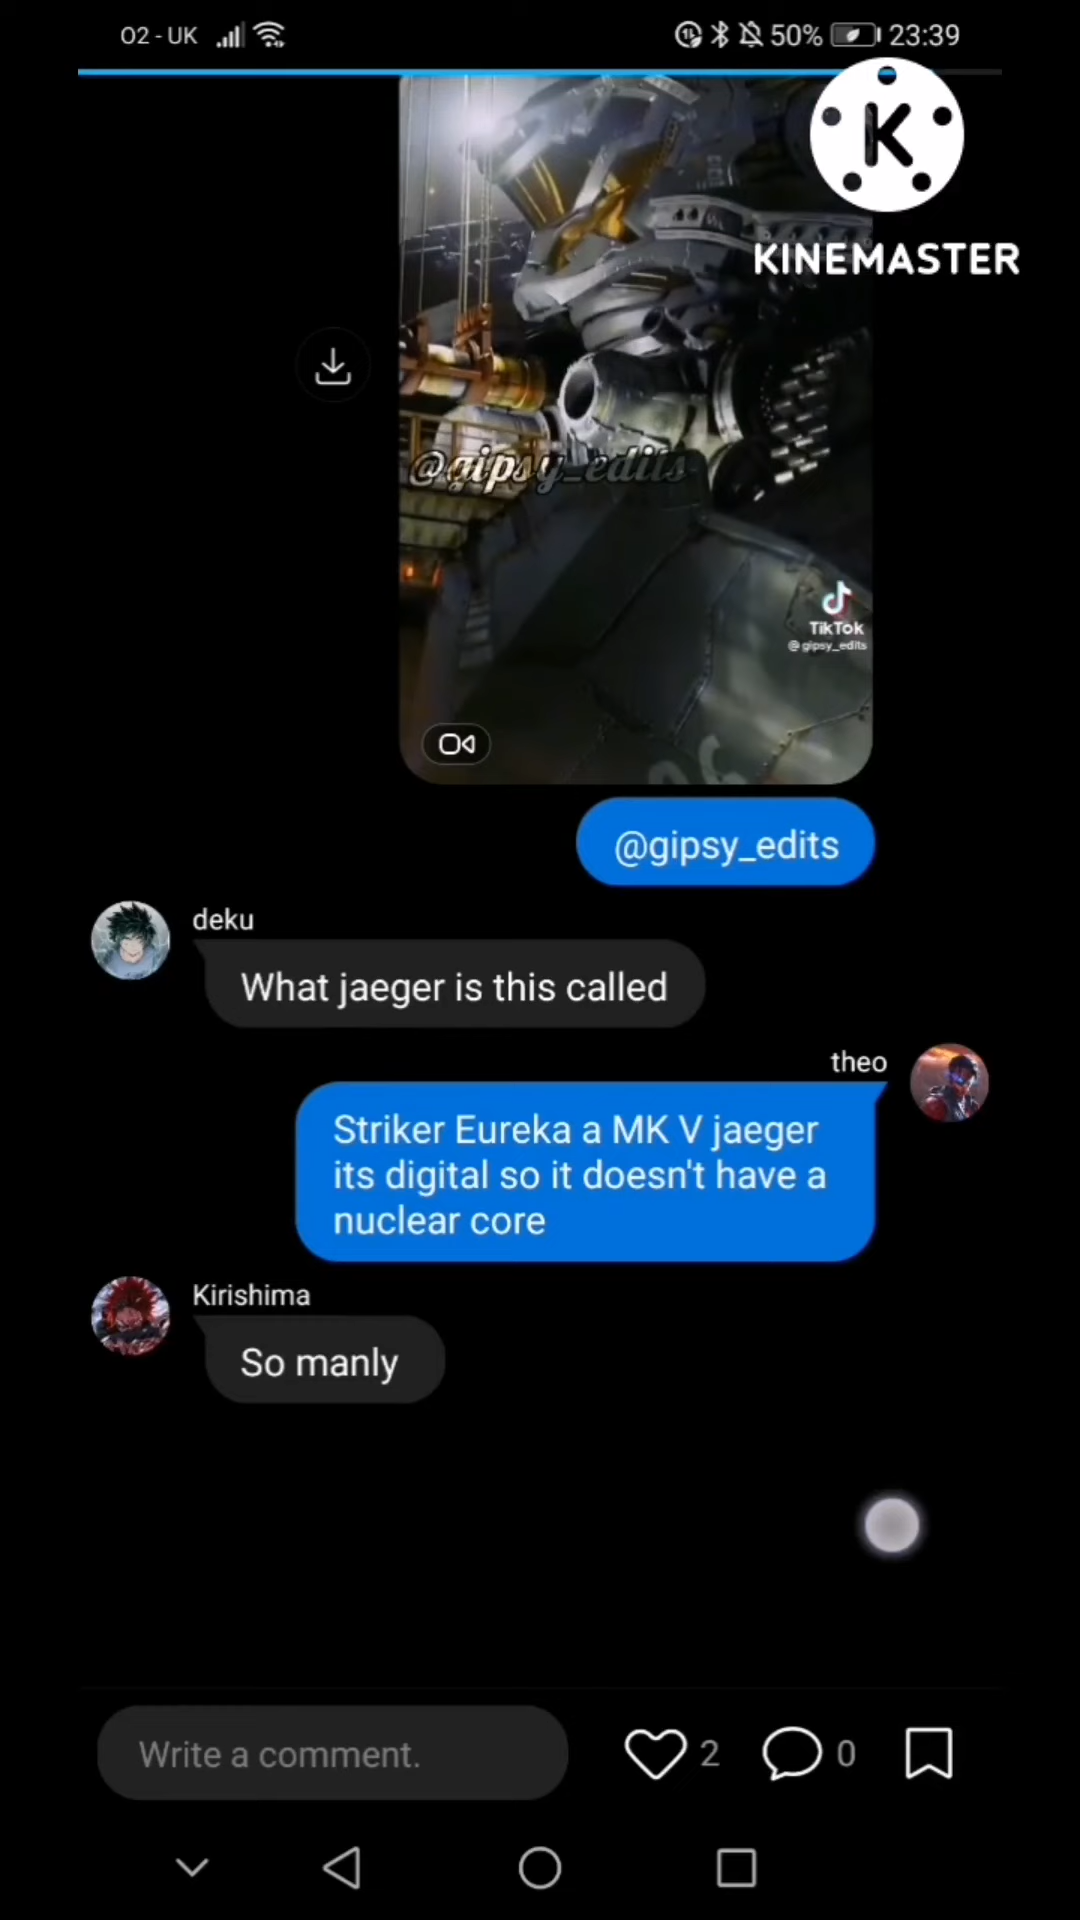 O2 - UK 50% 23:39
K
KINEMASTER
@gipsy_edits
TikTok
@gipsy_edits
@gipsy_edits
deku
What jaeger is this called
theo
Striker Eureka a MK V jaeger
its digital so it doesn't have a
nuclear core
Kirishima
So manly
Write a comment.
2
0